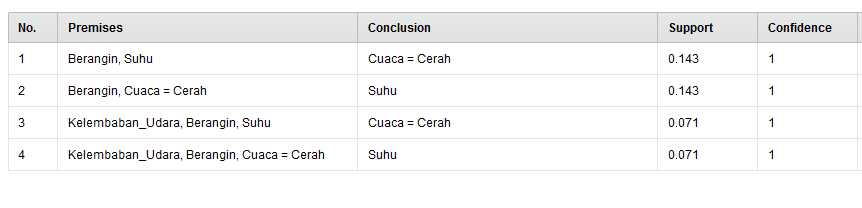 No. Premises Conclusion Support Confidence
1 Berangin, Suhu Cuaca = Cerah 0.143 1
2 Berangin, Cuaca = Cerah Suhu 0.143 1
3 Kelembaban_Udara, Berangin, Suhu Cuaca = Cerah 0.071 1
4 Kelembaban_Udara, Berangin, Cuaca = Cerah Suhu 0.071 1